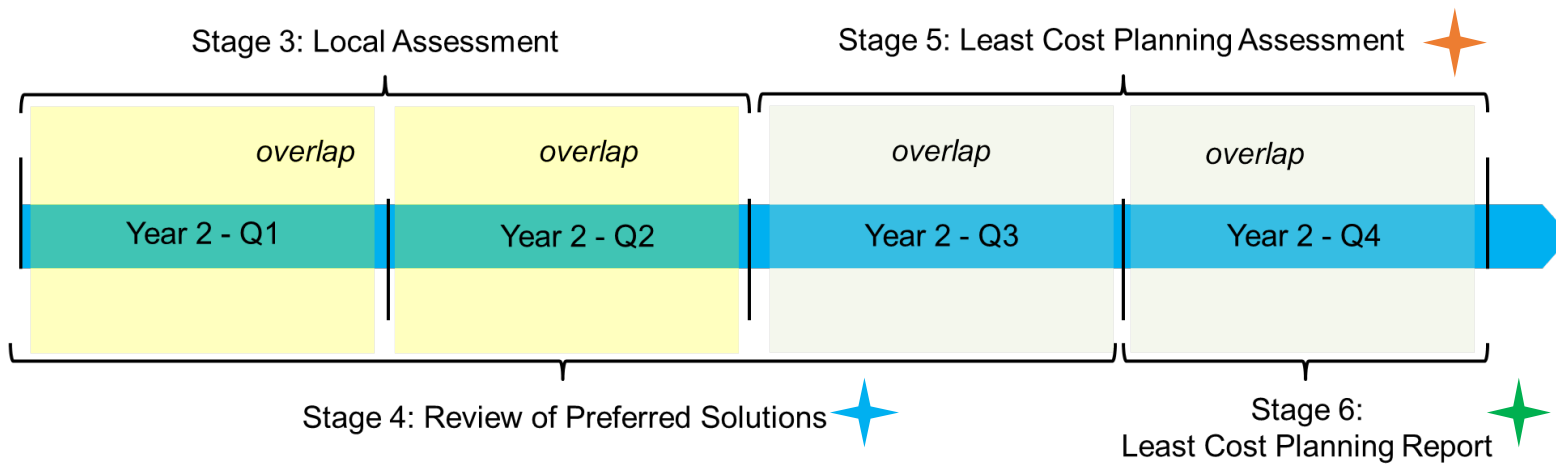 Stage 3: Local Assessment
Stage 5: Least Cost Planning Assessment
overlap
overlap
overlap
overlap
Year 2 - Q1
Year 2 - Q2
Year 2 - Q3
Year 2 - Q4
Stage 4: Review of Preferred Solutions
Stage 6:
Least Cost Planning Report